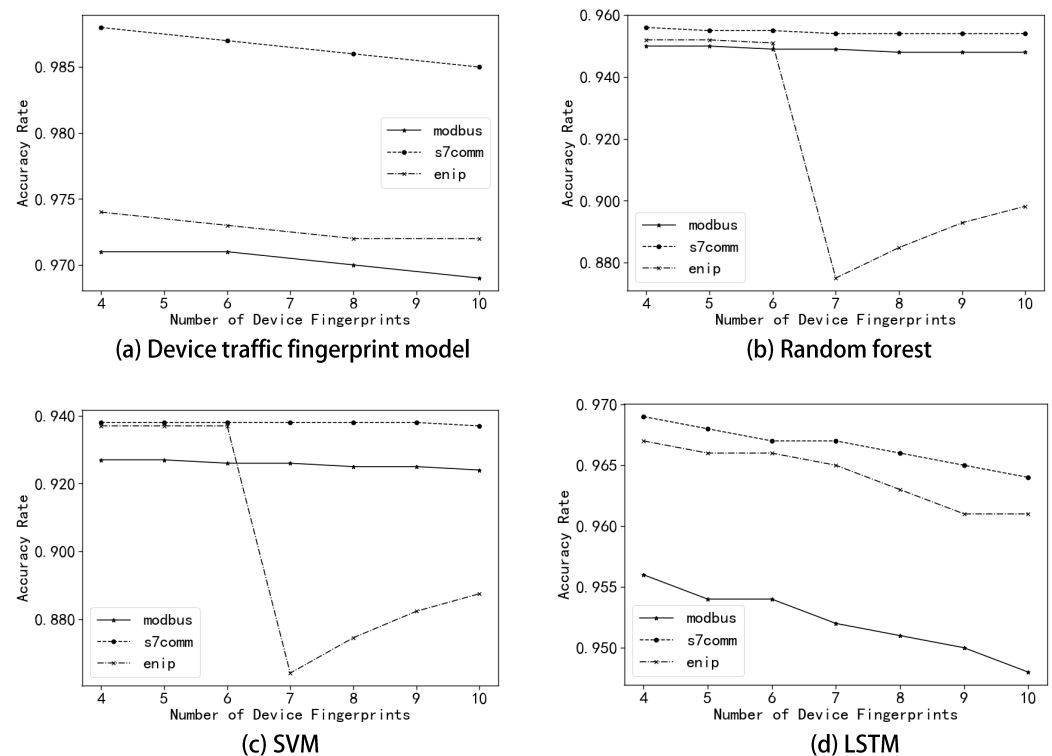 0.985
0.980
0.975
0.970
Accuracy Rate
modbus
s7comm
enip
4 5 6 7 8 9 10
Number of Device Fingerprints
(a) Device traffic fingerprint model
0.960
0.940
0.920
0.900
0.880
Accuracy Rate
modbus
s7comm
enip
4 5 6 7 8 9 10
Number of Device Fingerprints
(b) Random forest
0.940
0.920
0.900
0.880
Accuracy Rate
modbus
s7comm
enip
4 5 6 7 8 9 10
Number of Device Fingerprints
(c) SVM
0.970
0.965
0.960
0.955
0.950
Accuracy Rate
modbus
s7comm
enip
4 5 6 7 8 9 10
Number of Device Fingerprints
(d) LSTM